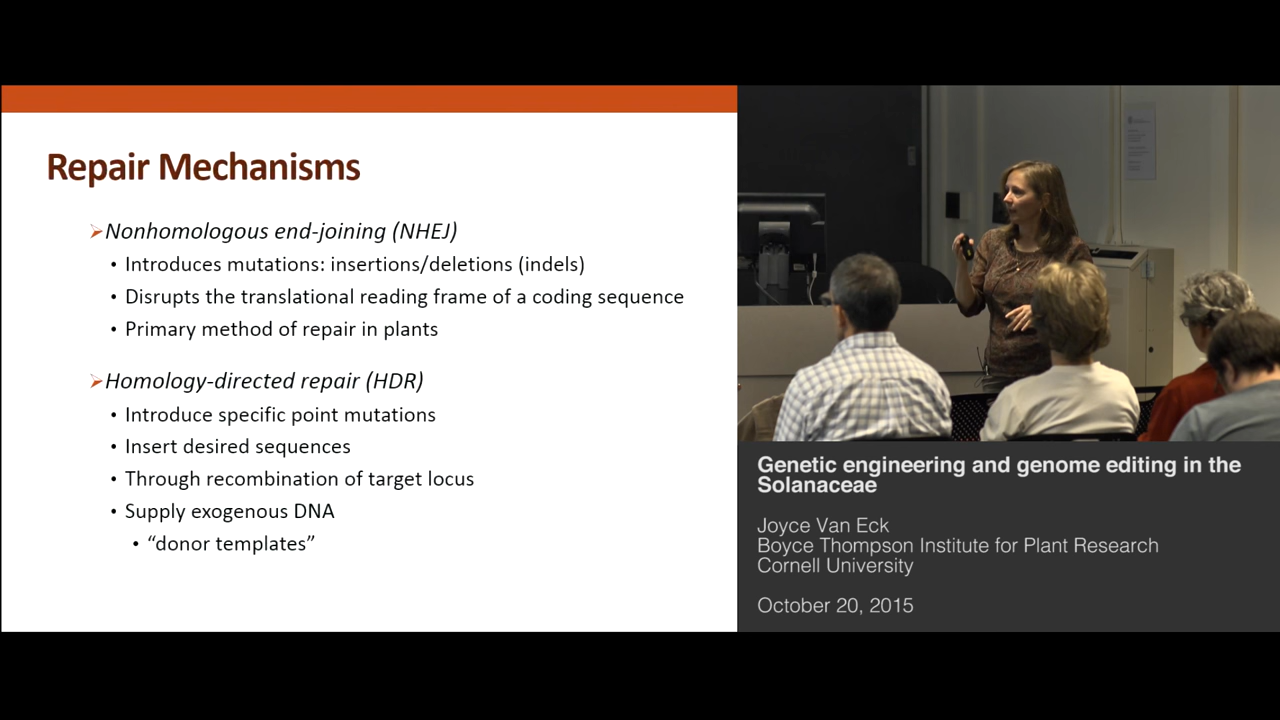 Repair Mechanisms
➢Nonhomologous end-joining (NHEJ)
• Introduces mutations: insertions/deletions (indels)
• Disrupts the translational reading frame of a coding sequence
• Primary method of repair in plants
➢Homology-directed repair (HDR)
• Introduce specific point mutations
• Insert desired sequences
• Through recombination of target locus
• Supply exogenous DNA
• “donor templates”
Genetic engineering and genome editing in the
Solanaceae
Joyce Van Eck
Boyce Thompson Institute for Plant Research
Cornell University
October 20, 2015